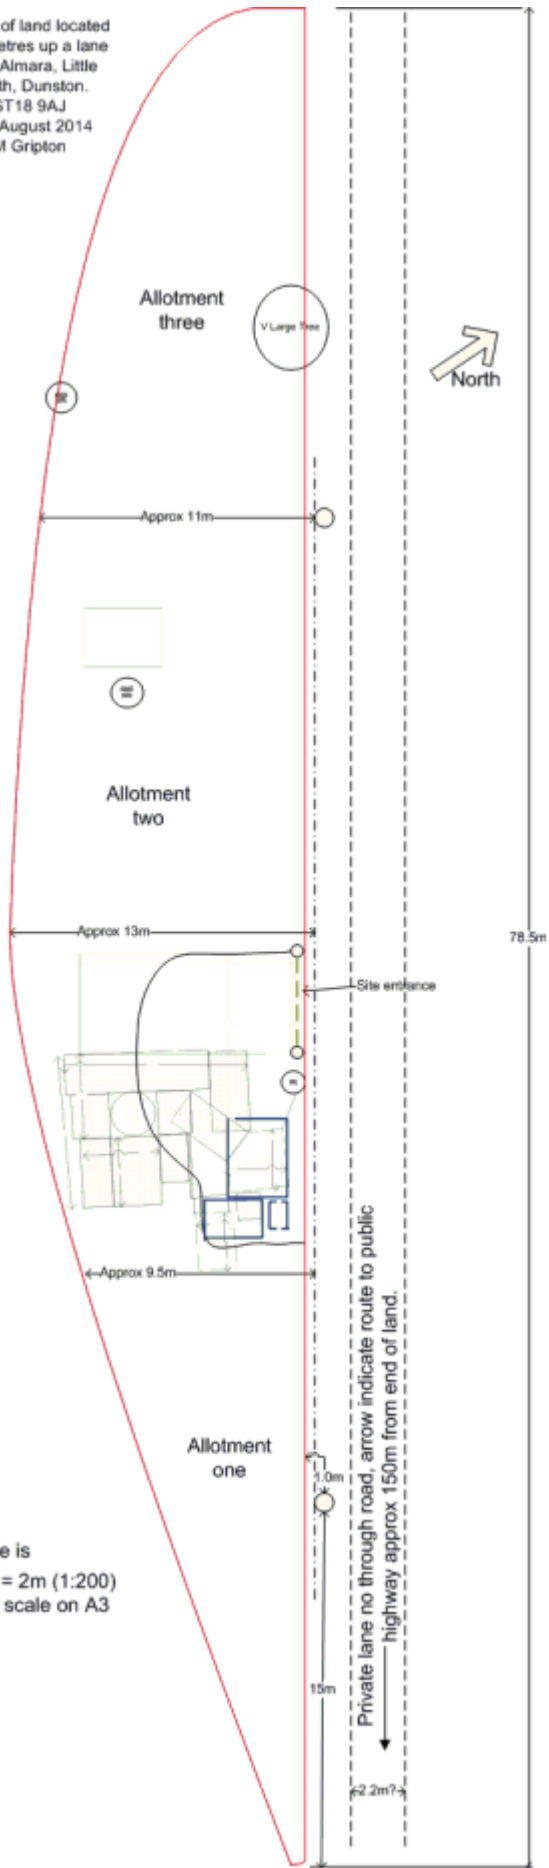 of land located
etres up a lane
Almara, Little
th, Dunston.
ST18 9AJ
August 2014
M Gripton
Allotment
three
V Large Tree
North
Approx 11m
Allotment
two
Approx 13m
78.5m
Site entrance
Approx 9.5m
Private lane no through road, arrow indicate route to public
highway approx 150m from end of land.
Allotment
one
1.0m
e is
= 2m (1:200)
scale on A3
15m
2.2m?